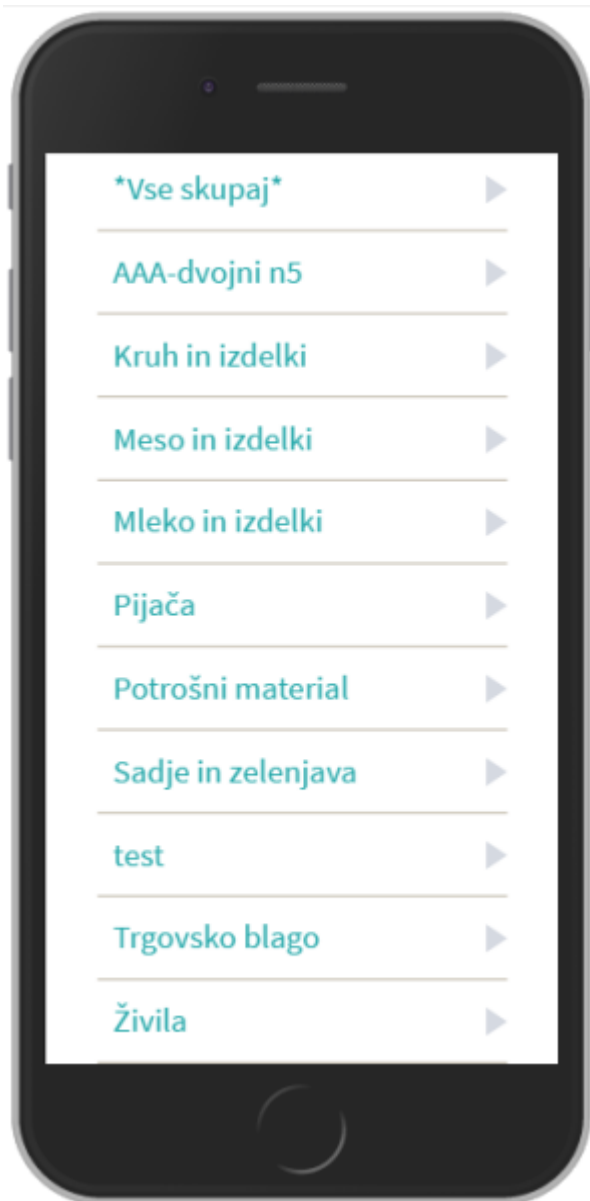 *Vse skupaj*
AAA-dvojni n5
Kruh in izdelki
Meso in izdelki
Mleko in izdelki
Pijača
Potrošni material
Sadje in zelenjava
test
Trgovsko blago
Živila